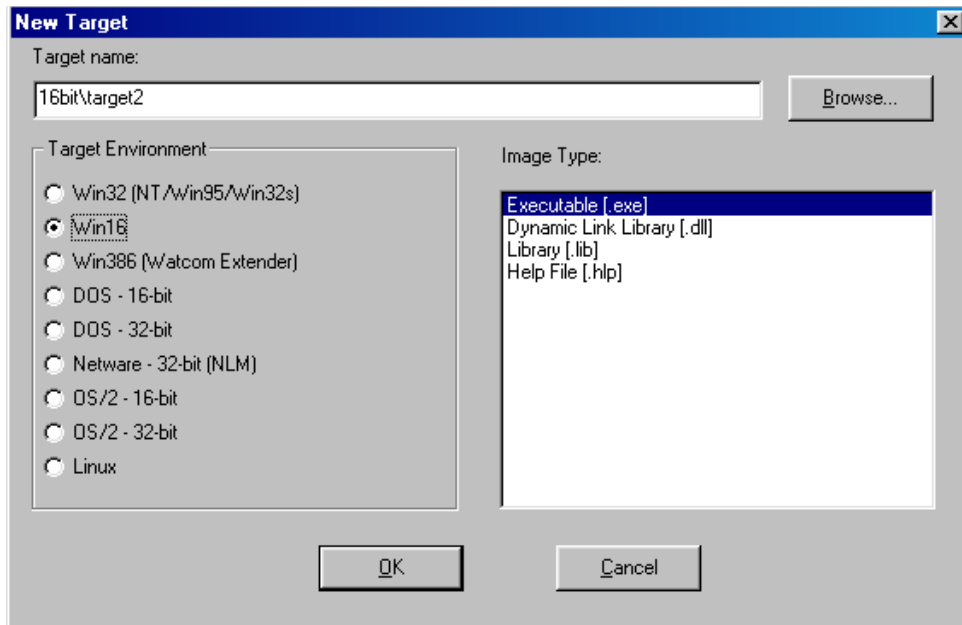 New Target
Target name:
16bit\target2
Browse...
Target Environment
Win32 (NT/Win95/Win32s)
Win16
Win386 (Watcom Extender)
DOS - 16-bit
DOS - 32-bit
Netware - 32-bit (NLM)
OS/2 - 16-bit
OS/2 - 32-bit
Linux
Image Type:
Executable [.exe]
Dynamic Link Library [.dll]
Library [.lib]
Help File [.hlp]
OK
Cancel